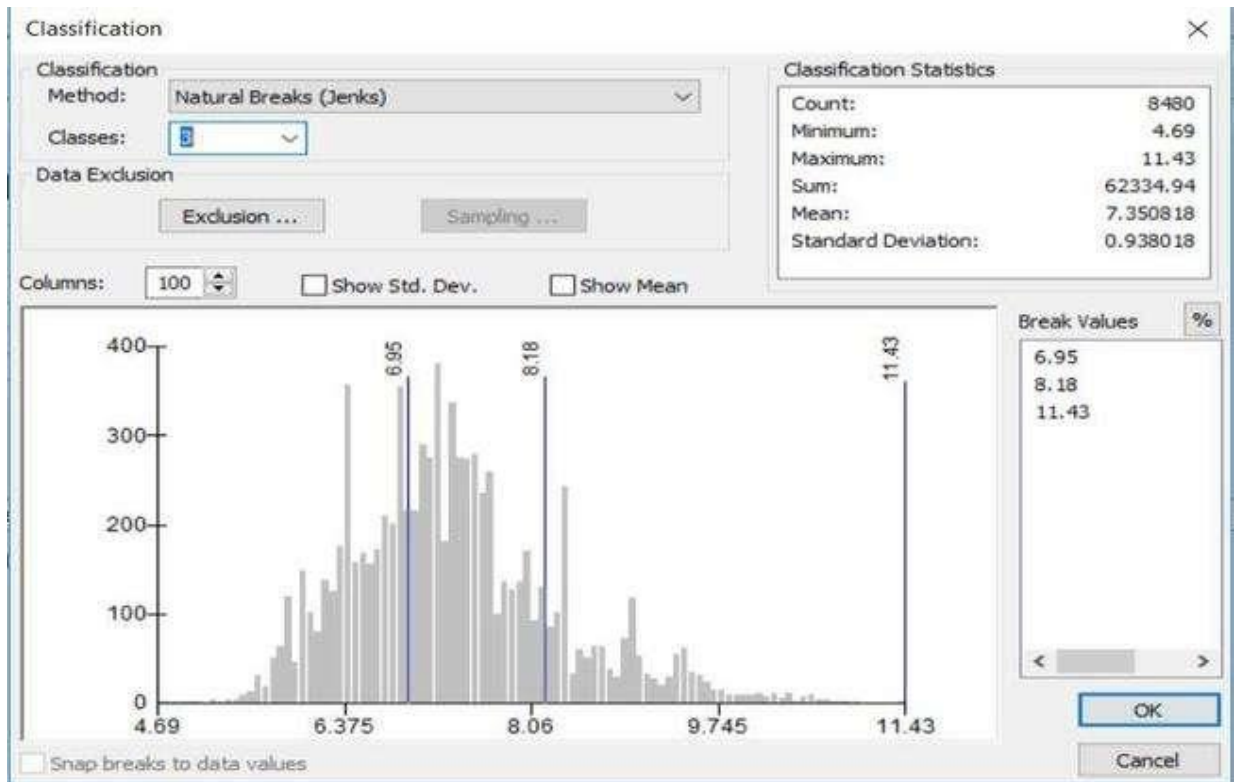 Classification
Classification
Method:
Natural Breaks (Jenks)
Classes:
3
Data Exclusion
Exclusion ...
Sampling ...
Classification Statistics
Count: 8480
Minimum: 4.69
Maximum: 11.43
Sum: 62334.94
Mean: 7.350818
Standard Deviation: 0.938018
Columns: 100
Show Std. Dev.
Show Mean
Break Values
%
6.95
8.18
11.43
400
300
200
100
0
6.95
8.18
11.43
4.69 6.375 8.06 9.745 11.43
Snap breaks to data values
OK
Cancel